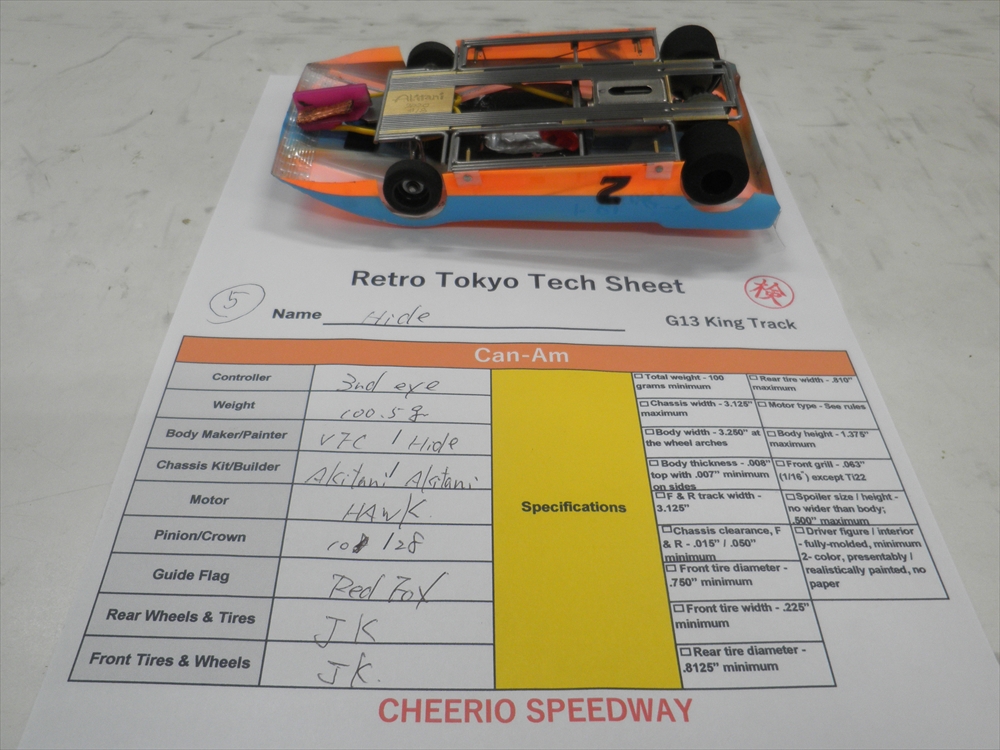 Akitani
2
Retro Tokyo Tech Sheet
検
5
Name Hide
G13 King Track
Can-Am
Controller 3nd eye
Weight 100.5g
Body Maker/Painter VTC / Hide
Chassis Kit/Builder Akitani / Akitani
Motor HAWK
Pinion/Crown 10 / 28
Guide Flag Red Fox
Rear Wheels & Tires JK
Front Tires & Wheels JK.
Specifications
☐ Total weight - 100
grams minimum
☐ Rear tire width - .810"
maximum
☐ Chassis width - 3.125"
maximum
☐ Motor type - See rules
☐ Body width - 3.250" at
the wheel arches
☐ Body height - 1.375"
maximum
☐ Body thickness - .008"
top with .007" minimum
on sides
☐ Front grill - .063"
(1/16") except Ti22
☐ F & R track width -
3.125"
☐ Spoiler size / height -
no wider than body;
.500" maximum
☐ Chassis clearance, F
& R - .015" / .050"
minimum
☐ Driver figure / interior
- fully-molded, minimum
2- color, presentably /
realistically painted, no
paper
☐ Front tire diameter -
.750" minimum
☐ Front tire width - .225"
minimum
☐ Rear tire diameter -
.8125" minimum
CHEERIO SPEEDWAY